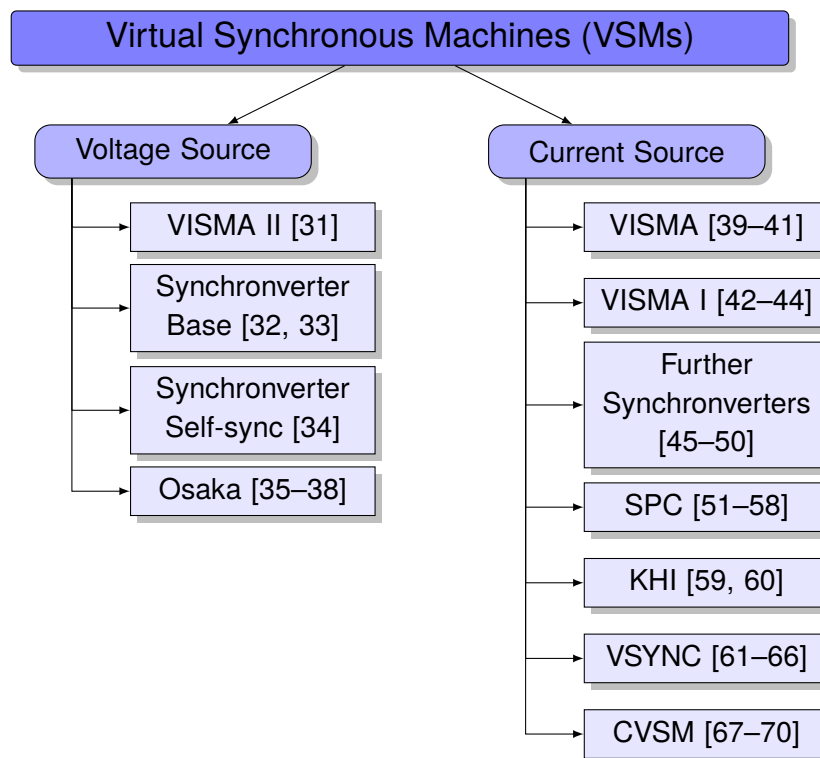 Virtual Synchronous Machines (VSMs)
Voltage Source
VISMA II [31]
Synchronverter
Base [32, 33]
Synchronverter
Self-sync [34]
Osaka [35–38]
Current Source
VISMA [39–41]
VISMA I [42–44]
Further
Synchronverters
[45–50]
SPC [51–58]
KHI [59, 60]
VSYNC [61–66]
CVSM [67–70]